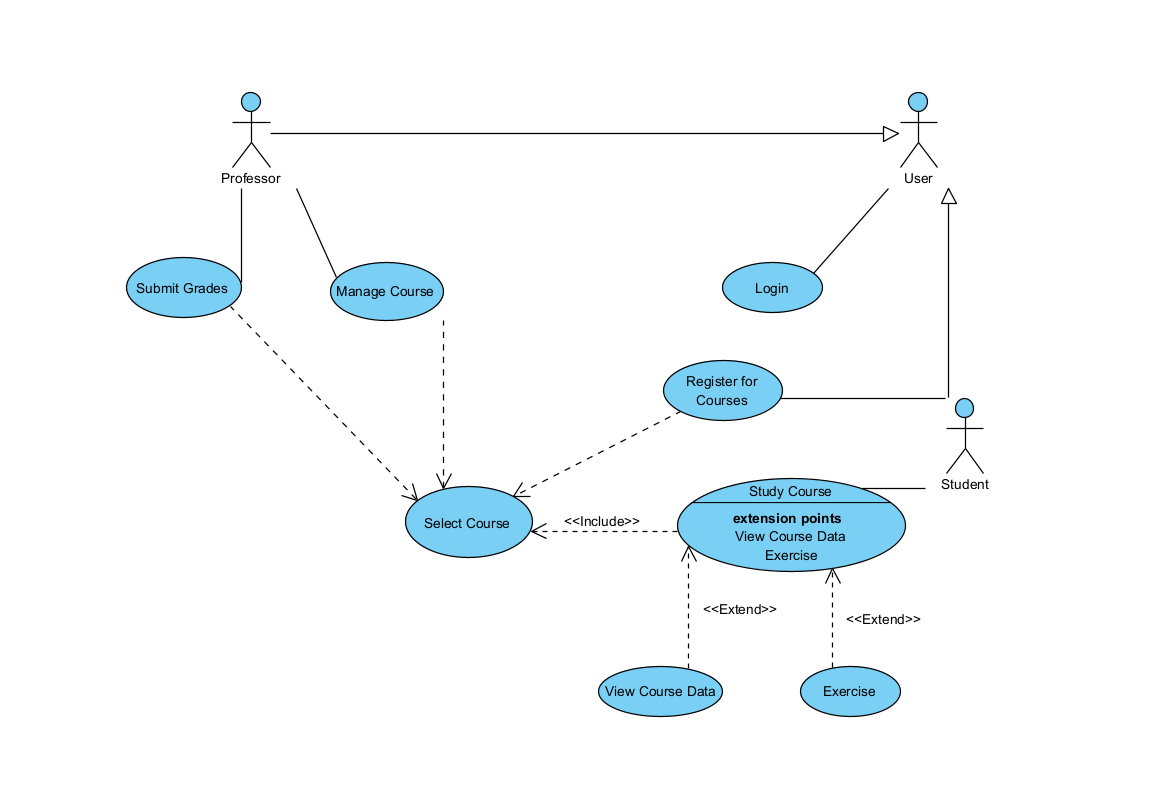 Professor
User
Submit Grades
Manage Course
Login
Register for
Courses
Student
Study Course
extension points
View Course Data
Exercise
Select Course
<<Include>>
<<Extend>>
<<Extend>>
View Course Data
Exercise